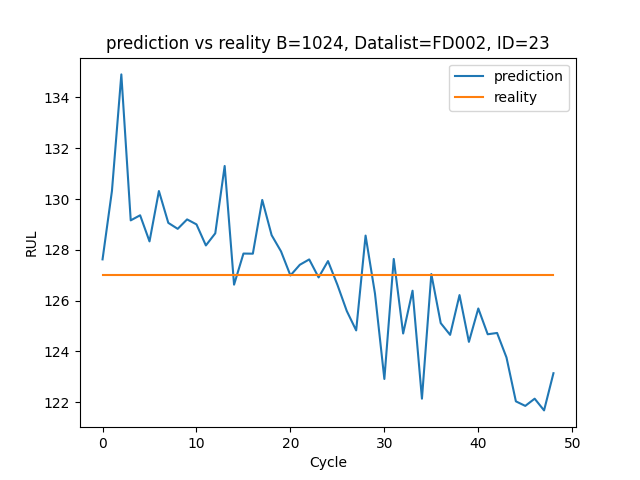 prediction vs reality B=1024, Datalist=FD002, ID=23
prediction
reality
RUL
134
132
130
128
126
124
122
0 10 20 30 40 50
Cycle